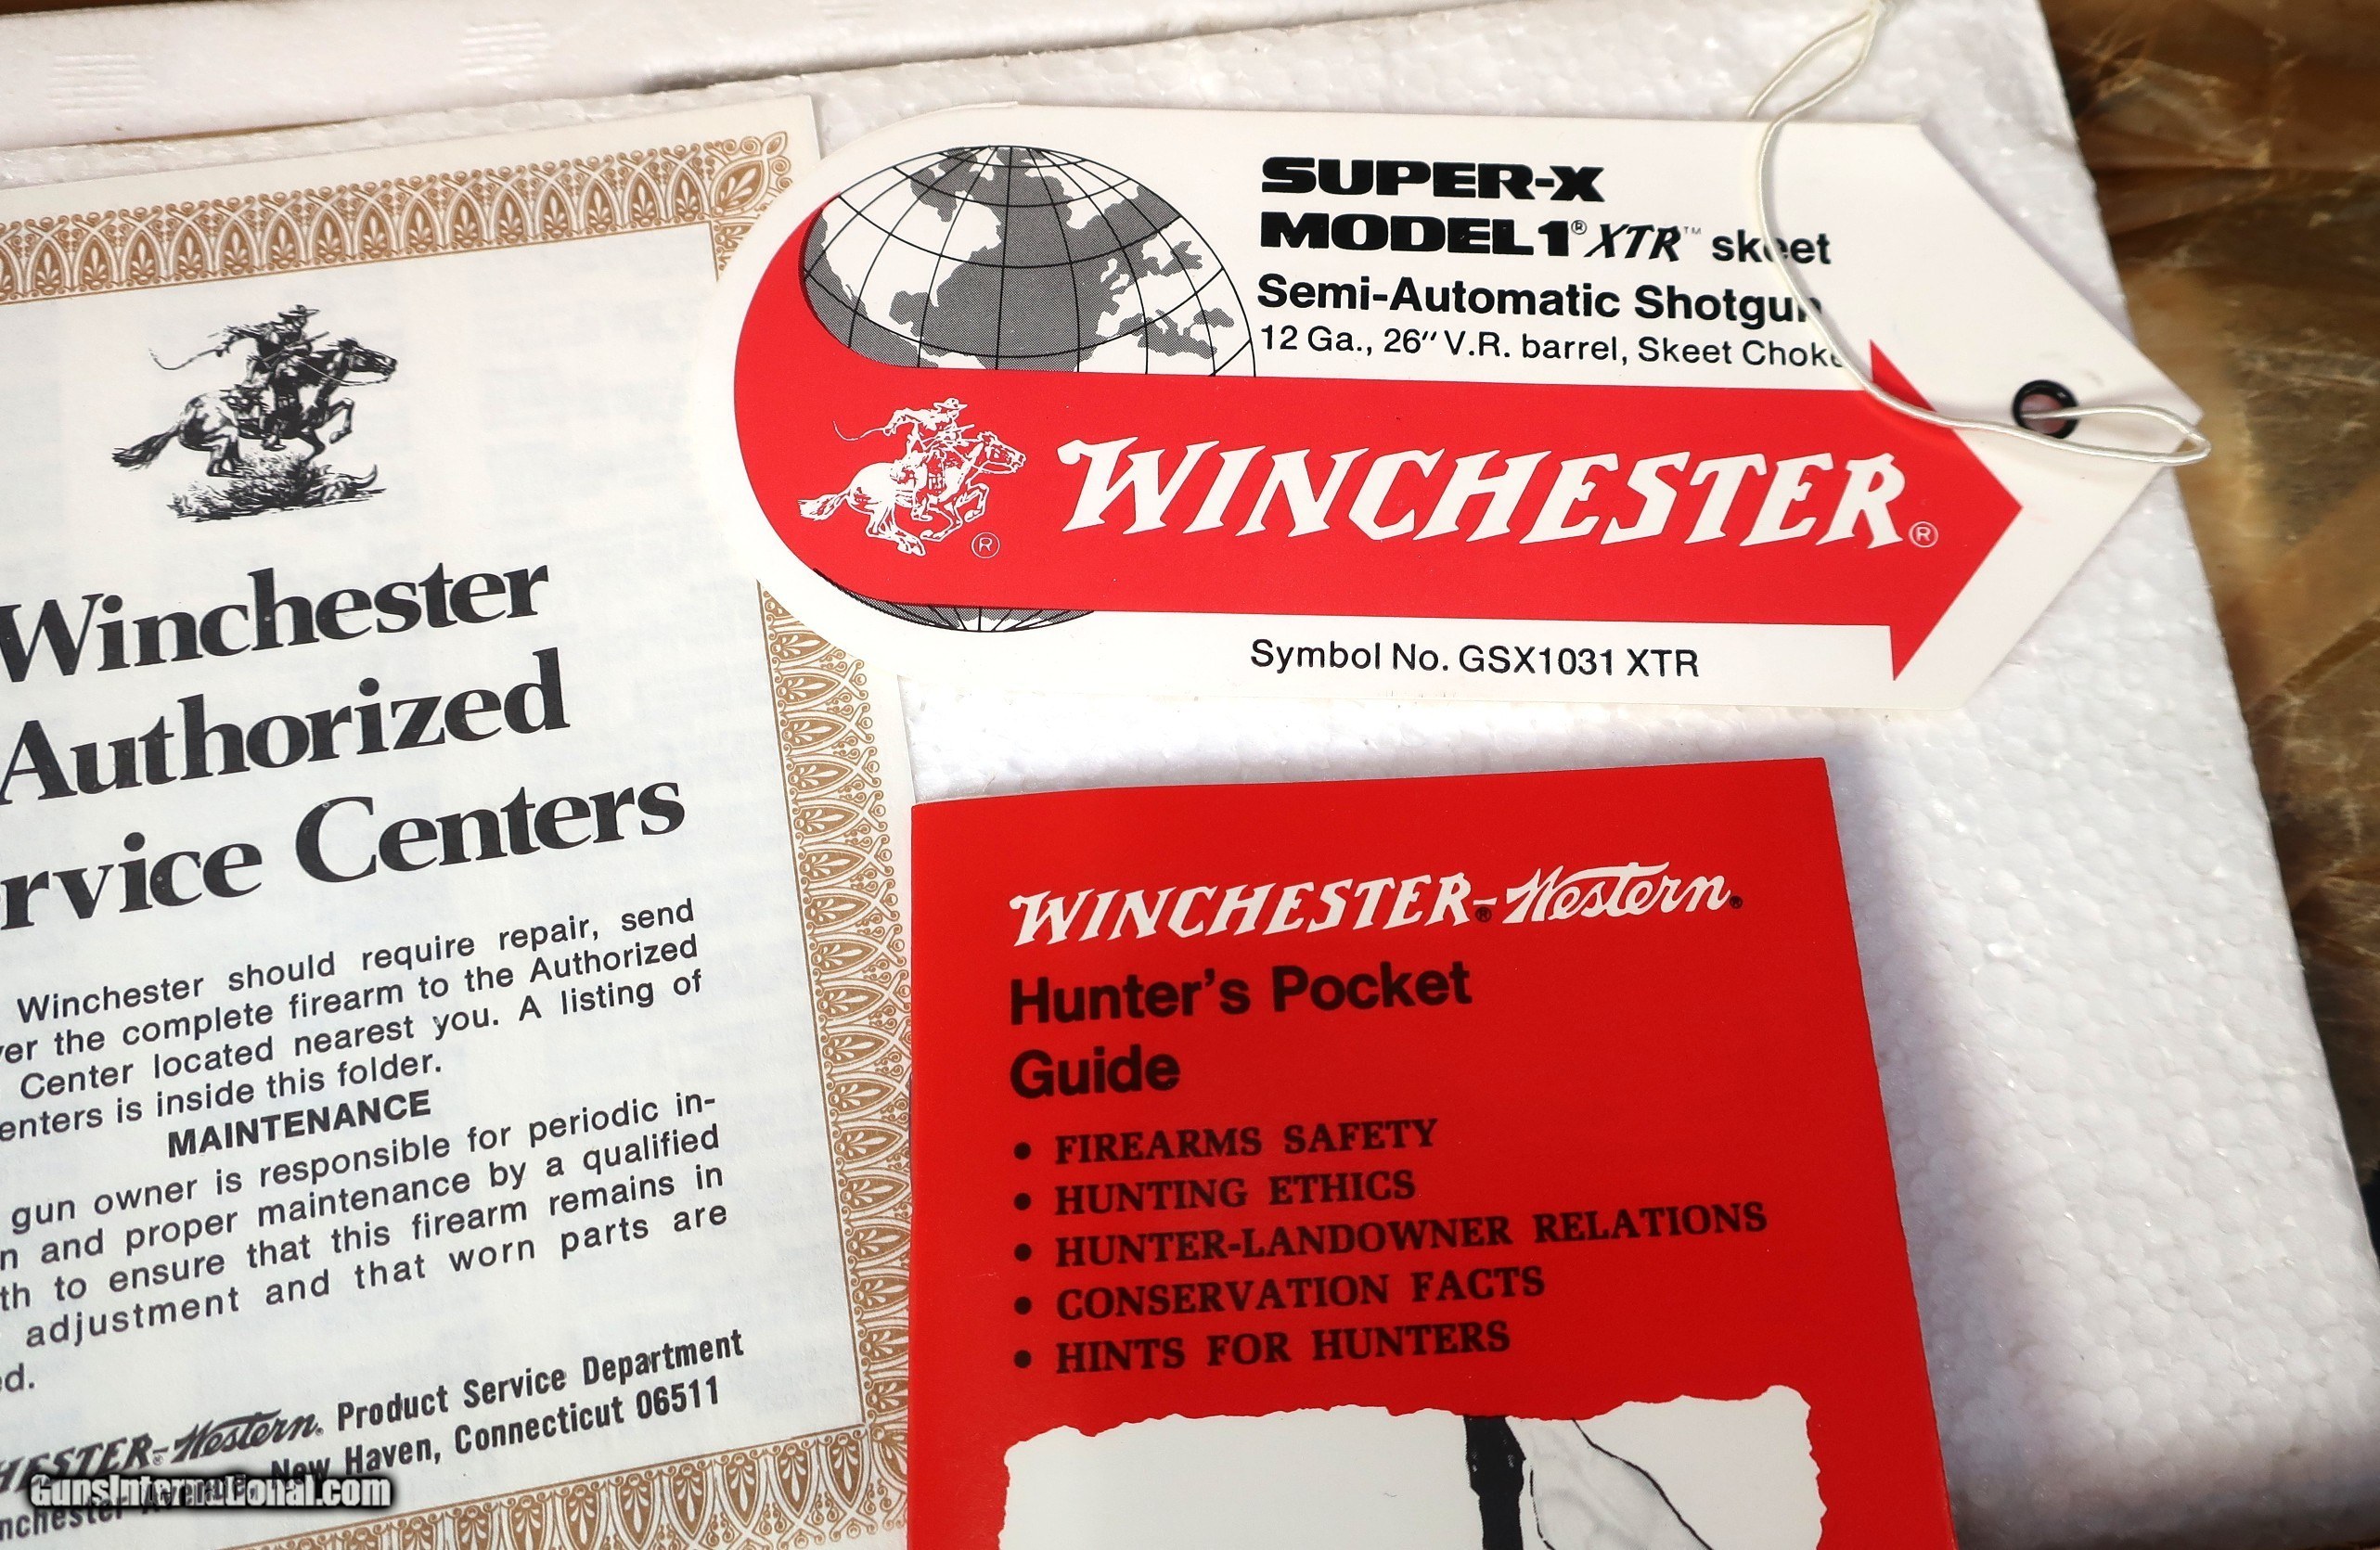 Winchester
Authorized
Centers
Winchester should require repair, send
the complete firearm to the Authorized
Center located nearest you. A listing of
is inside this folder.
MAINTENANCE
gun owner is responsible for periodic in-
and proper maintenance by a qualified
to ensure that this firearm remains in
adjustment and that worn parts are
Western. Product Service Department
New Haven, Connecticut 06511
GunsInternational.com
SUPER-X
MODEL 1® XTR™ skeet
Semi-Automatic Shotgun
12 Ga., 26" V.R. barrel, Skeet Choke
WINCHESTER®
®
Symbol No. GSX1031 XTR
WINCHESTER®-Western®
Hunter's Pocket
Guide
• FIREARMS SAFETY
• HUNTING ETHICS
• HUNTER-LANDOWNER RELATIONS
• CONSERVATION FACTS
• HINTS FOR HUNTERS